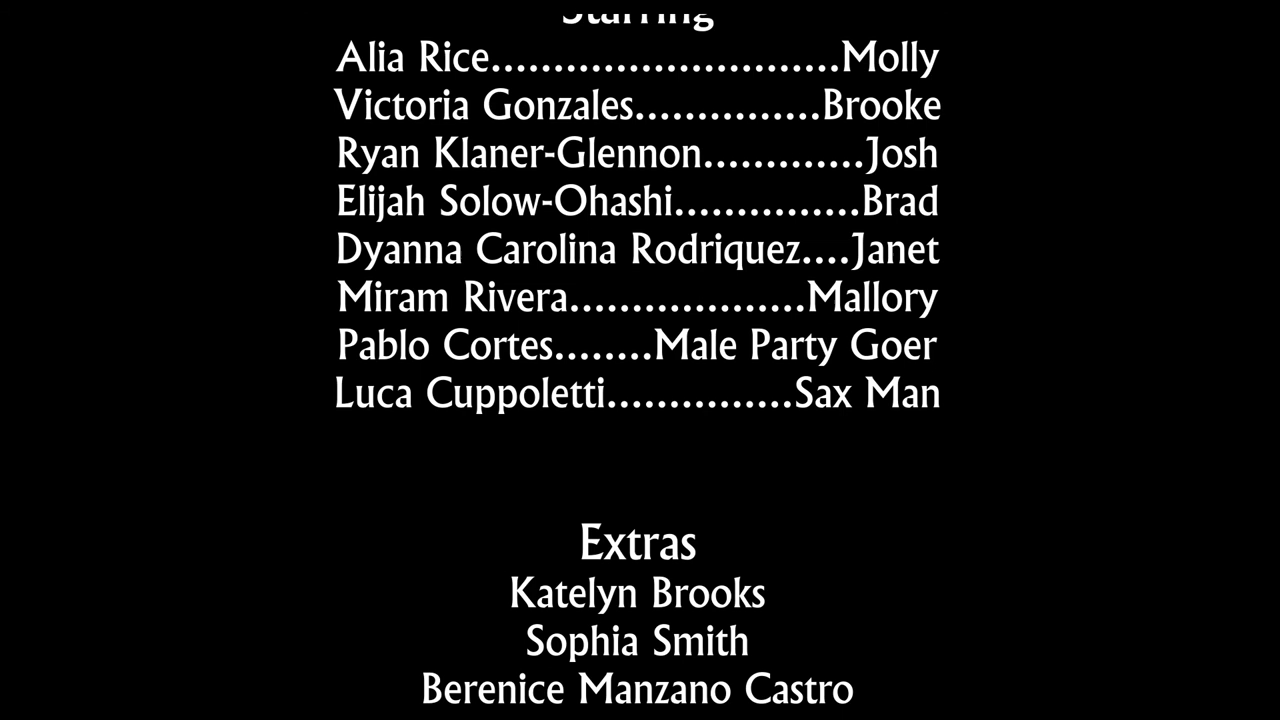 Starring
Alia Rice............................Molly
Victoria Gonzales...............Brooke
Ryan Klaner-Glennon.............Josh
Elijah Solow-Ohashi...............Brad
Dyanna Carolina Rodriquez....Janet
Miram Rivera...................Mallory
Pablo Cortes........Male Party Goer
Luca Cuppoletti...............Sax Man
Extras
Katelyn Brooks
Sophia Smith
Berenice Manzano Castro